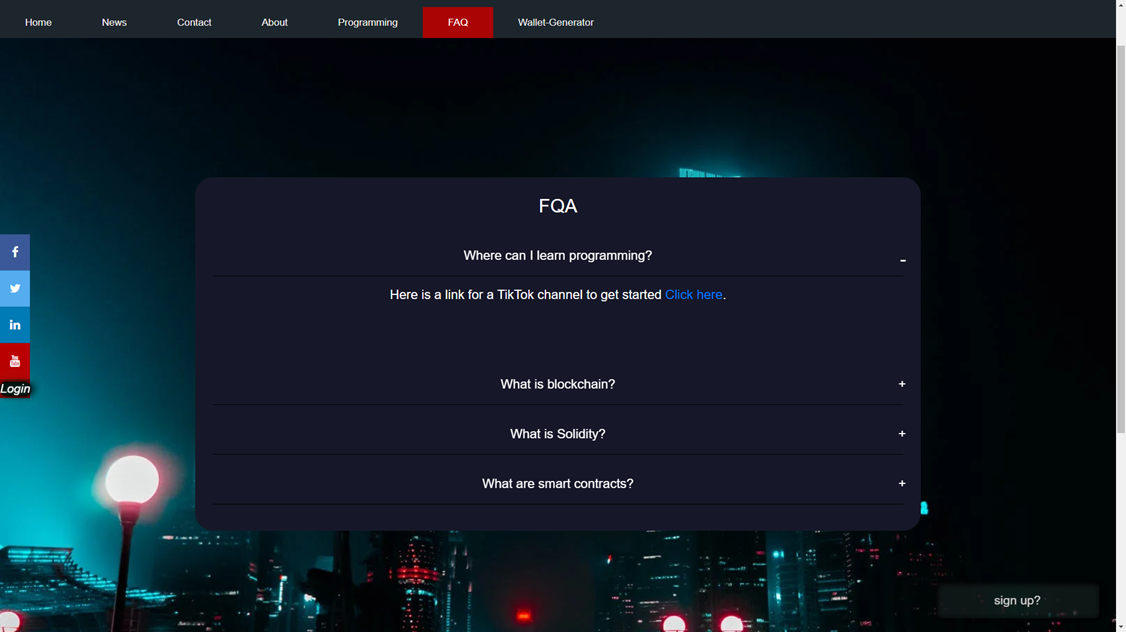 Home News Contact About Programming FAQ Wallet-Generator
FQA
Where can I learn programming?
-
Here is a link for a TikTok channel to get started Click here.
What is blockchain?
+
What is Solidity?
+
What are smart contracts?
+
Login
sign up?